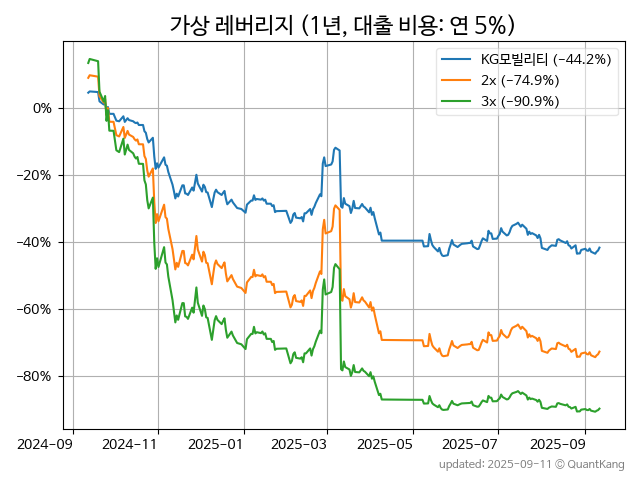 가상 레버리지 (1년, 대출 비용: 연 5%)
KG모빌리티 (−44.2%)
2x (−74.9%)
3x (−90.9%)
0%
−20%
−40%
−60%
−80%
2024-09 2024-11 2025-01 2025-03 2025-05 2025-07 2025-09
updated: 2025-09-11 © QuantKang